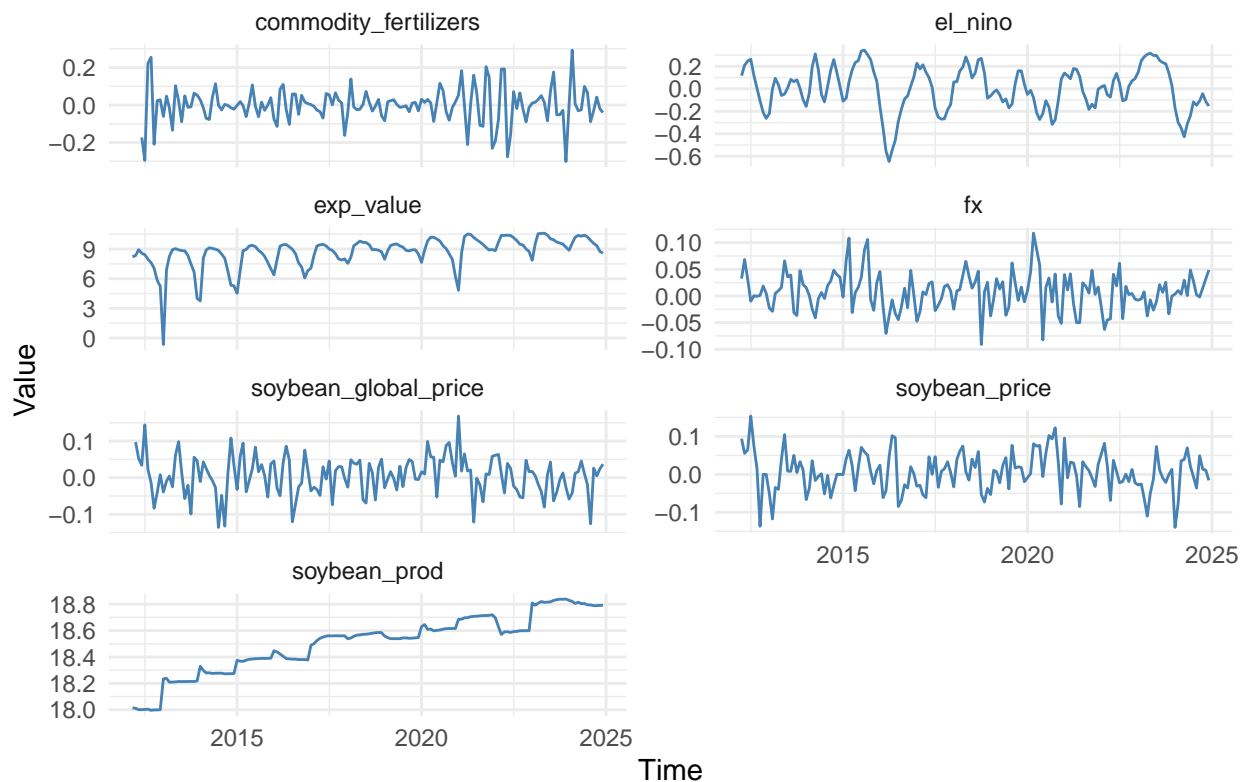 commodity_fertilizers
0.2
0.0
−0.2
el_nino
0.2
0.0
−0.2
−0.4
−0.6
exp_value
9
6
3
0
fx
0.10
0.05
0.00
−0.05
−0.10
soybean_global_price
0.1
0.0
−0.1
soybean_price
0.1
0.0
−0.1
2015 2020 2025
soybean_prod
18.8
18.6
18.4
18.2
18.0
2015 2020 2025
Value
Time